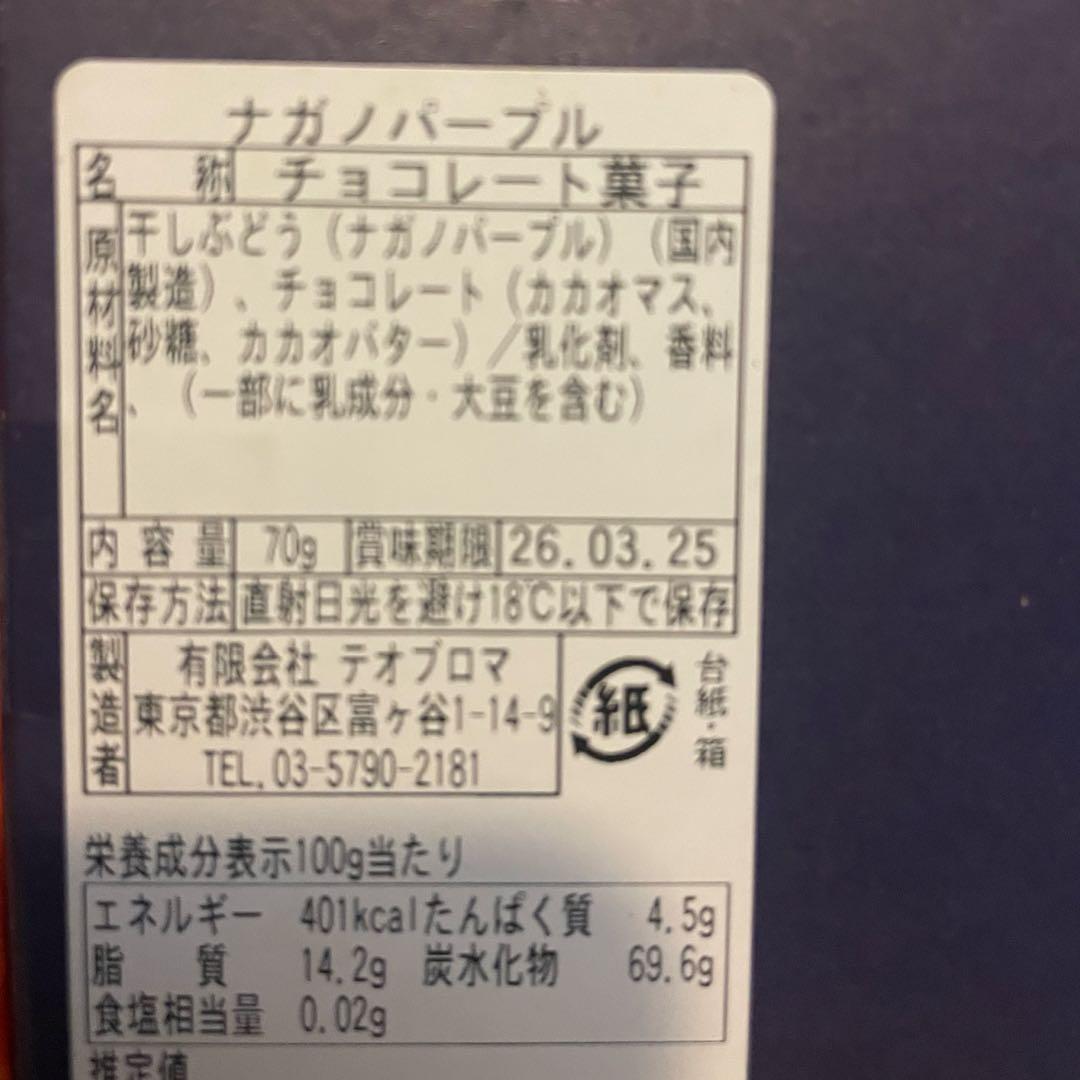 ナガノパープル
名称 チョコレート菓子
原材料名 干しぶどう（ナガノパープル）（国内
製造）、チョコレート（カカオマス、
砂糖、カカオバター）／乳化剤、香料
、（一部に乳成分・大豆を含む）
内容量 70g 賞味期限 26.03.25
保存方法 直射日光を避け18℃以下で保存
製造者 有限会社 テオブロマ
東京都渋谷区富ヶ谷1-14-9
TEL.03-5790-2181
紙 台紙・箱
栄養成分表示100g当たり
エネルギー 401kcal たんぱく質 4.5g
脂質 14.2g 炭水化物 69.6g
食塩相当量 0.02g
推定値